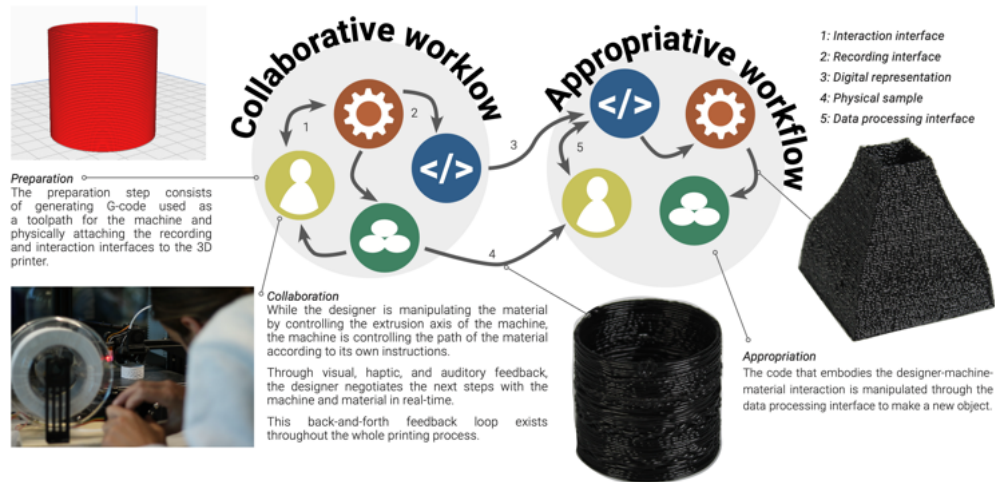 Collaborative worklow
Appropriative workflow
1: Interaction interface
2: Recording interface
3: Digital representation
4: Physical sample
5: Data processing interface
1
2
</>
3
</>
5
4
Preparation
The preparation step consists
of generating G-code used as
a toolpath for the machine and
physically attaching the recording
and interaction interfaces to the 3D
printer.
Collaboration
While the designer is manipulating the material
by controlling the extrusion axis of the machine,
the machine is controlling the path of the material
according to its own instructions.
Through visual, haptic, and auditory feedback,
the designer negotiates the next steps with the
machine and material in real-time.
This back-and-forth feedback loop exists
throughout the whole printing process.
Appropriation
The code that embodies the designer-machine-
material interaction is manipulated through the
data processing interface to make a new object.